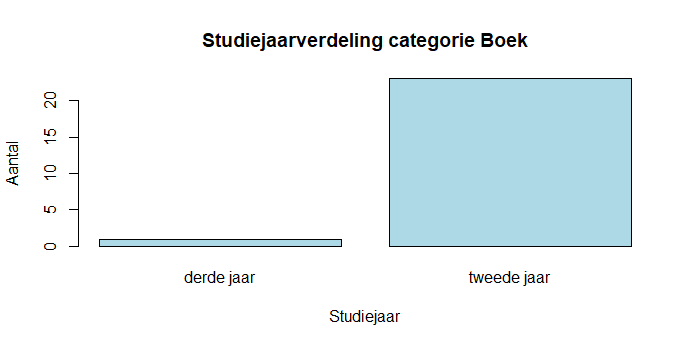 Studiejaarverdeling categorie Boek
Aantal
20
15
10
5
0
derde jaar
tweede jaar
Studiejaar